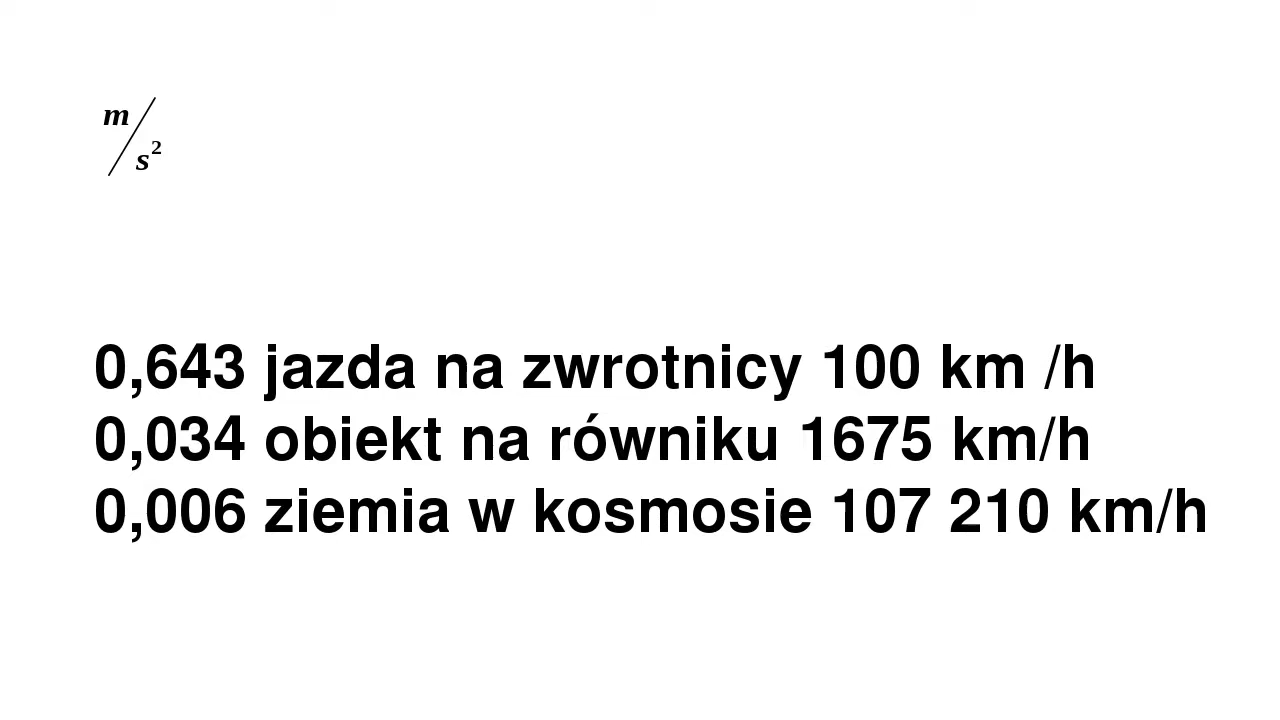 m/s²
0,643 jazda na zwrotnicy 100 km /h
0,034 obiekt na równiku 1675 km/h
0,006 ziemia w kosmosie 107 210 km/h